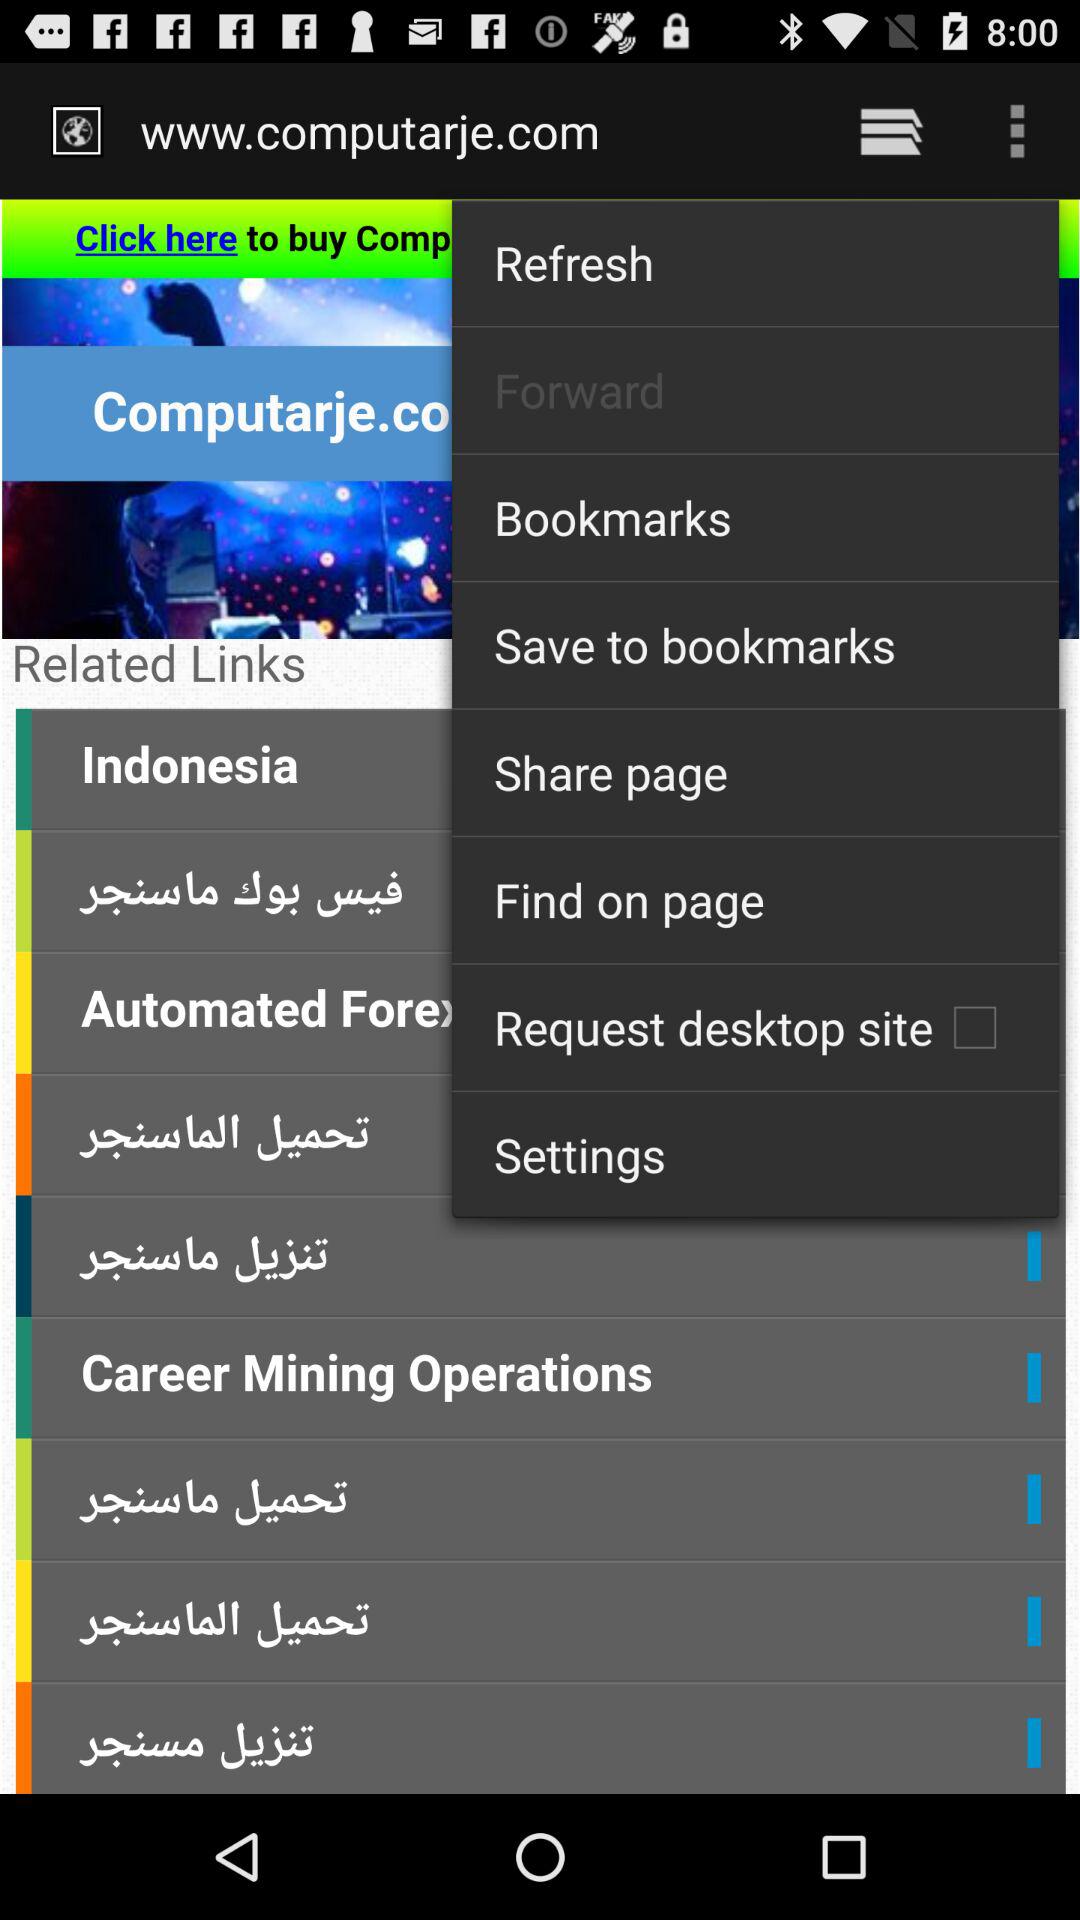 FAK
8:00
www.computarje.com
Click here to buy Comp
Computarje.co
Refresh
Forward
Bookmarks
Save to bookmarks
Share page
Find on page
Request desktop site
Settings
Related Links
Indonesia
فيس بوك ماسنجر
Automated Forex
تحميل الماسنجر
تنزيل ماسنجر
Career Mining Operations
تحميل ماسنجر
تحميل الماسنجر
تنزيل مسنجر